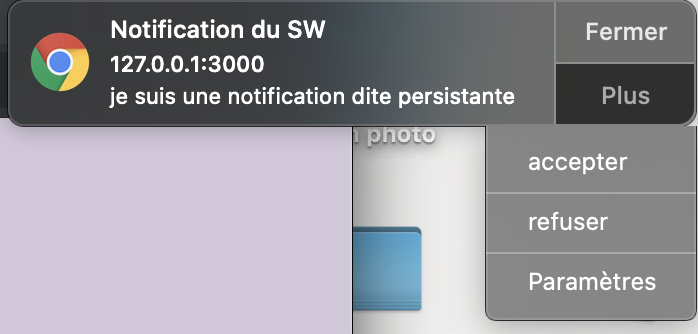 Notification du SW
Fermer
127.0.0.1:3000
je suis une notification dite persistante
Plus
photo
accepter
refuser
Paramètres